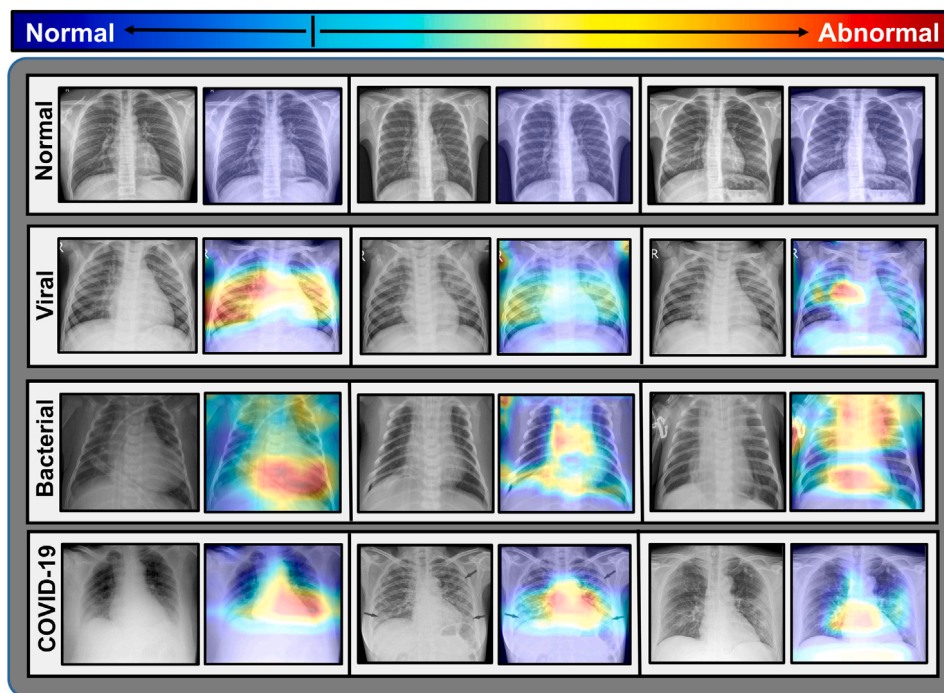 Normal
Abnormal
Normal
Viral
R
R
R
Bacterial
COVID-19